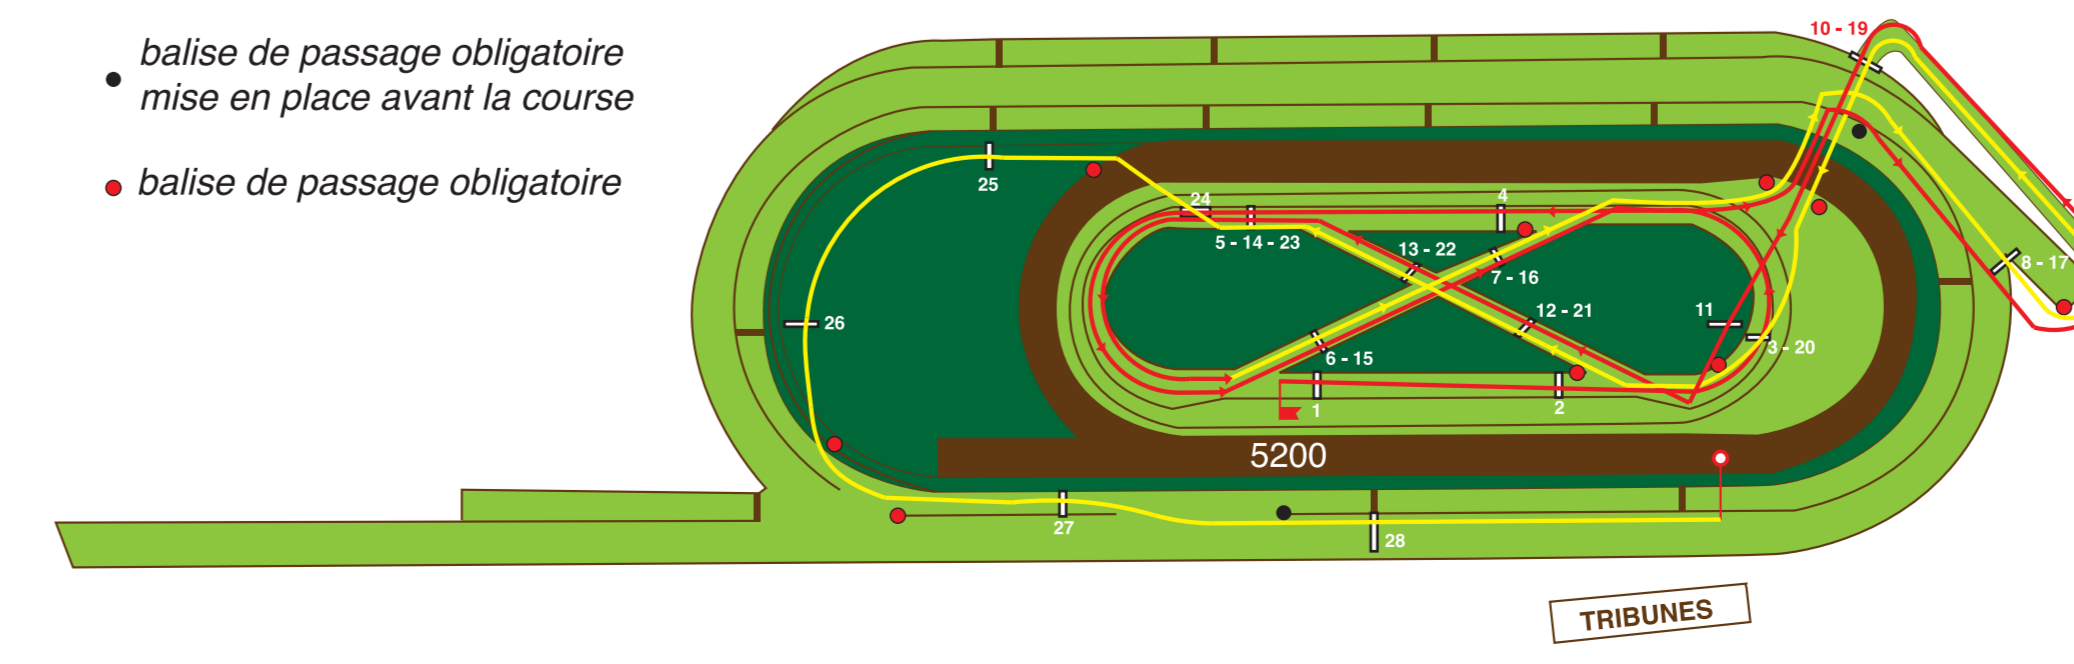 balise de passage obligatoire
mise en place avant la course
balise de passage obligatoire
10 - 19
25
24
4
5 - 14 - 23
13 - 22
7 - 16
8 - 17
12 - 21
11
26
3 - 20
6 - 15
1
2
5200
27
28
TRIBUNES